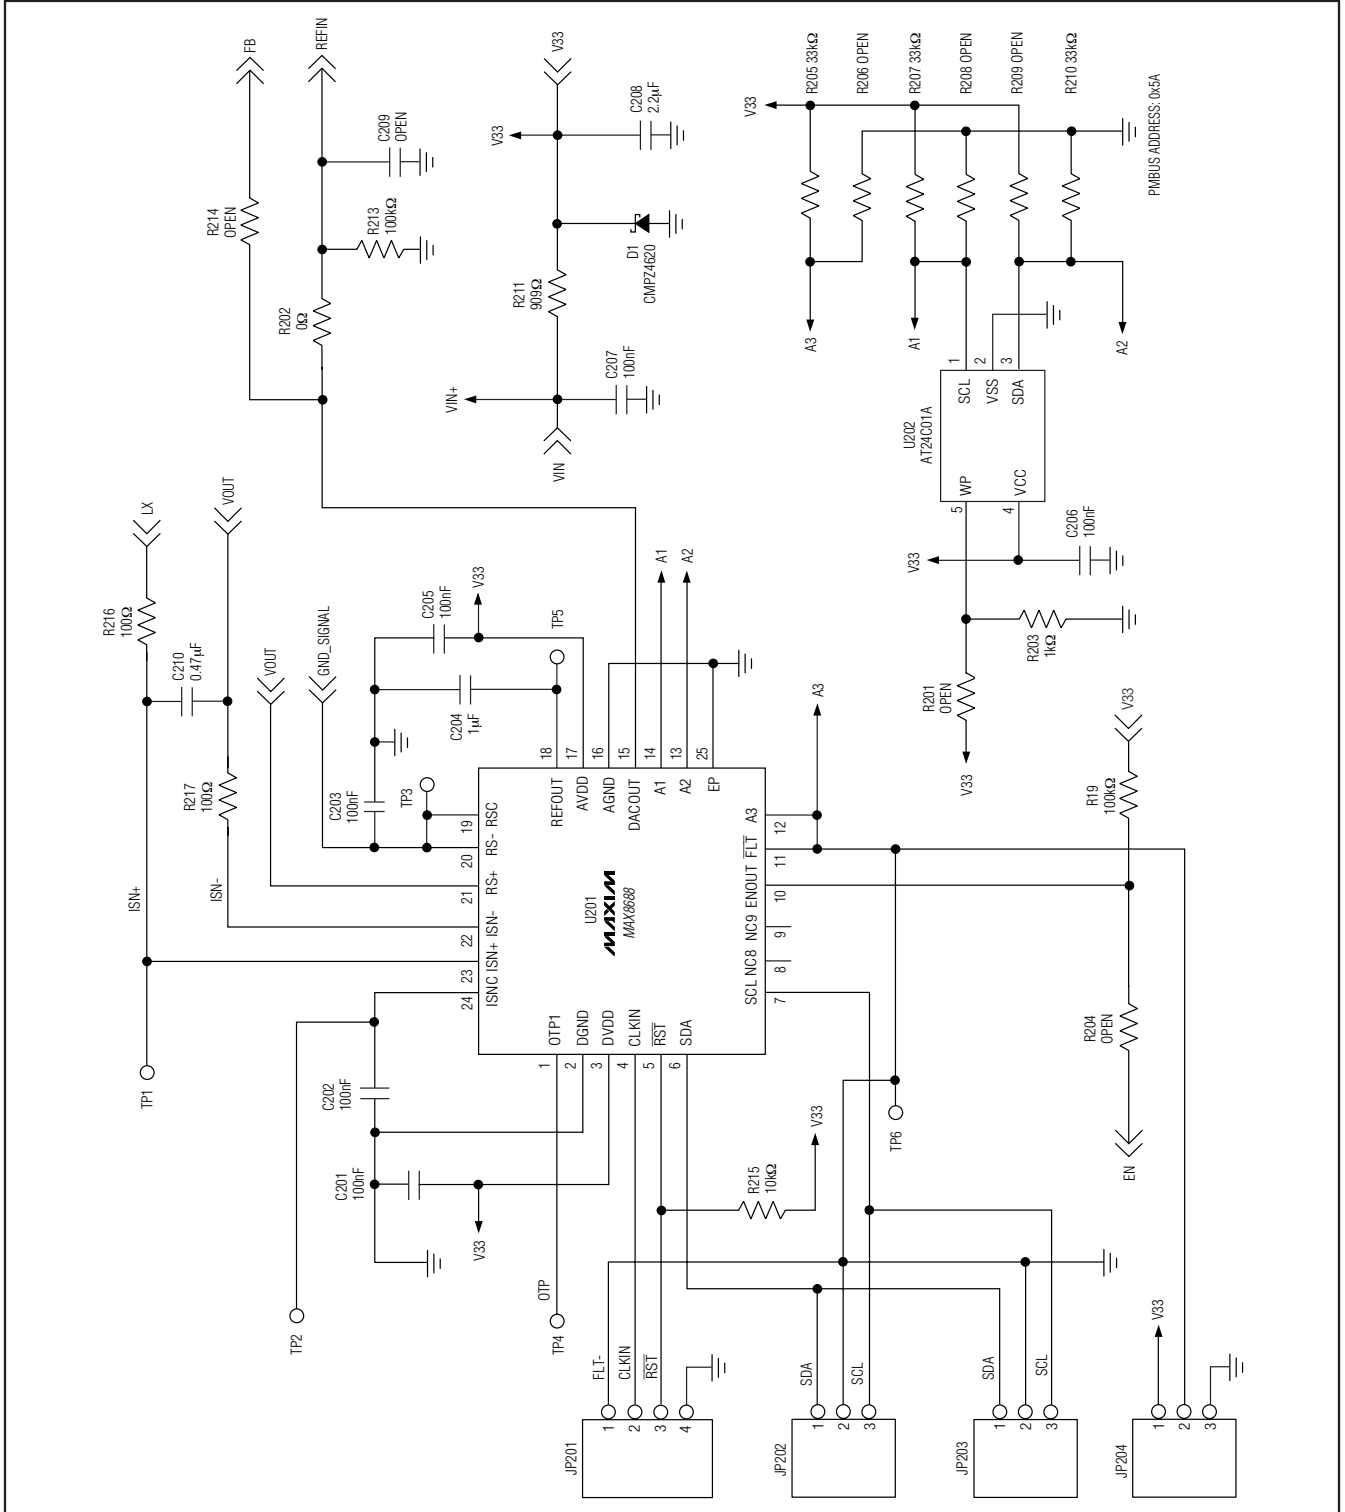 FB
REFIN
R214
OPEN
C209
OPEN
R213
100kΩ
R202
0Ω
V33
V33
C208
2.2μF
R211
909Ω
D1
CMPZ4620
VIN+
C207
100nF
VIN
R205 33kΩ
R206 OPEN
R207 33kΩ
R208 OPEN
R209 OPEN
R210 33kΩ
V33
PMBUS ADDRESS: 0x5A
A3
A1
A2
1
2
3
SCL
VSS
SDA
U202
AT24C01A
WP
VCC
5
4
V33
C206
100nF
R203
1kΩ
R201
OPEN
V33
LX
VOUT
R216
100Ω
C210
0.47μF
VOUT
GND_SIGNAL
R217
100Ω
C205
100nF
V33
TP5
C204
1μF
C203
100nF
TP3
A1
A2
A3
V33
R19
100kΩ
18
17
16
15
14
13
25
REFOUT
AVDD
AGND
DACOUT
A1
A2
EP
19 RSC
20 RS-
21 RS+
22 ISN-
23 ISN+
24 ISNC
ISN+
ISN-
U201
MAXIM
MAX8688
A3 12
FLT 11
ENOUT 10
NC9 9
NC8 8
SCL 7
OTP1
DGND
DVDD
CLKIN
RST
SDA
1
2
3
4
5
6
TP1
C202
100nF
C201
100nF
V33
TP2
OTP
TP4
R215
10kΩ
V33
TP6
R204
OPEN
EN
FLT-
CLKIN
RST
1
2
3
4
JP201
SDA
SCL
1
2
3
JP202
SDA
SCL
1
2
3
JP203
V33
1
2
3
JP204